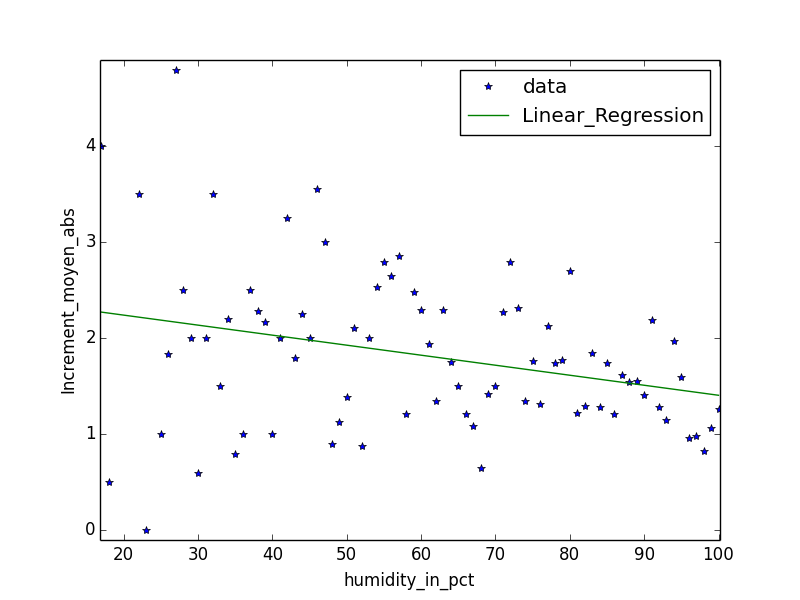 data
Linear_Regression
Increment_moyen_abs
4
3
2
1
0
20 30 40 50 60 70 80 90 100
humidity_in_pct